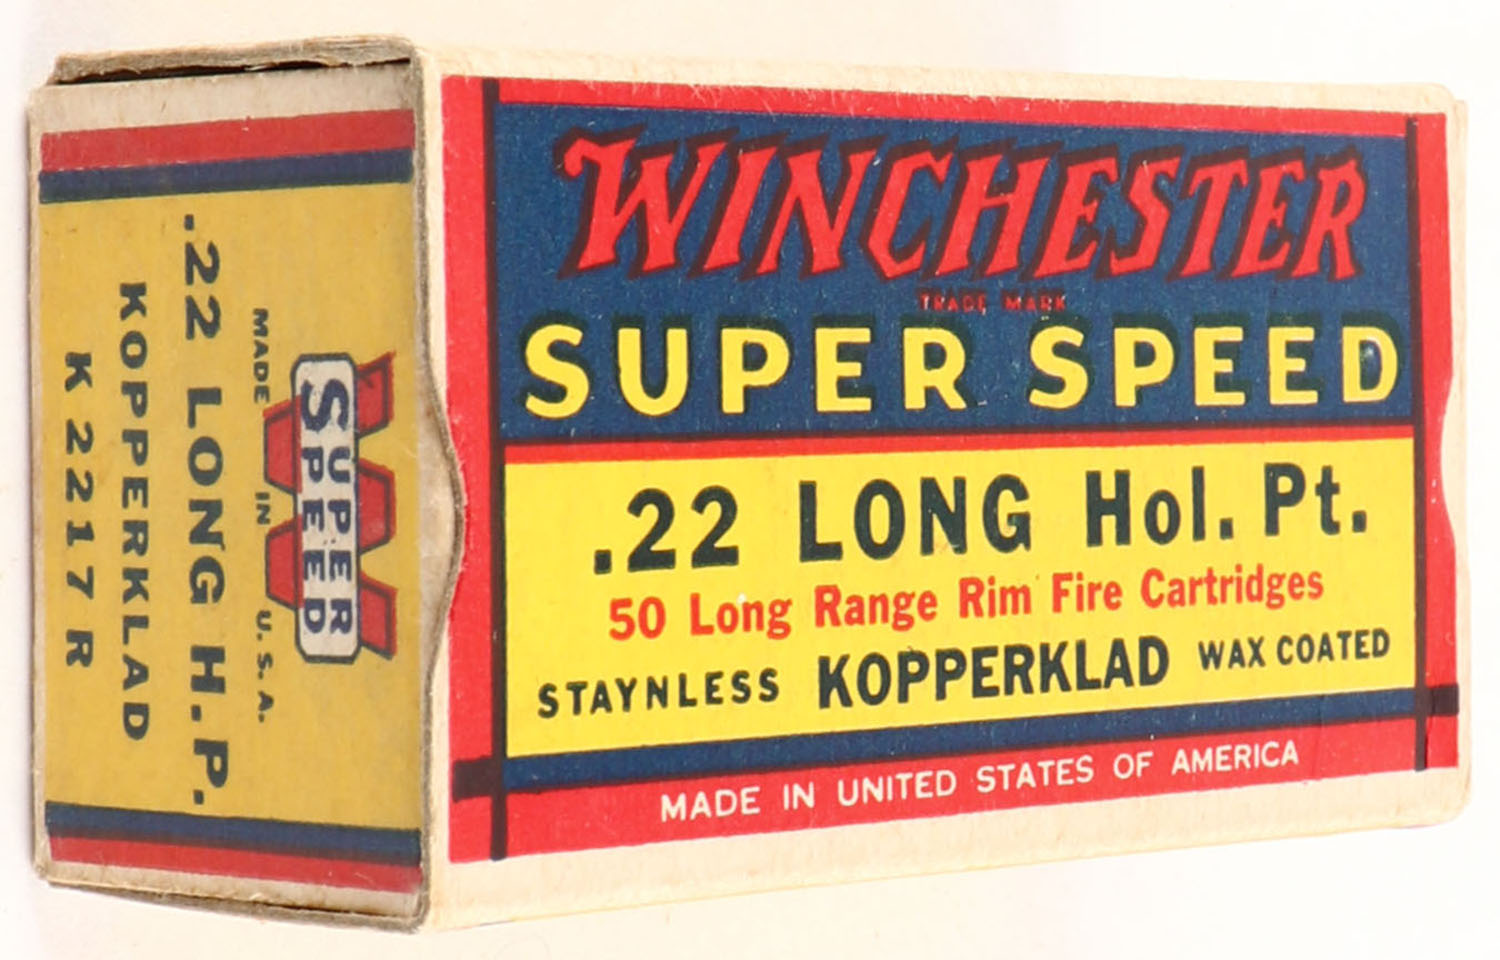 WINCHESTER
TRADE MARK
SUPER SPEED
.22 LONG Hol. Pt.
50 Long Range Rim Fire Cartridges
STAYNLESS KOPPERKLAD WAX COATED
MADE IN UNITED STATES OF AMERICA
W
SUPER
SPEED
MADE IN U.S.A.
.22 LONG H.P.
KOPPERKLAD
K2217R